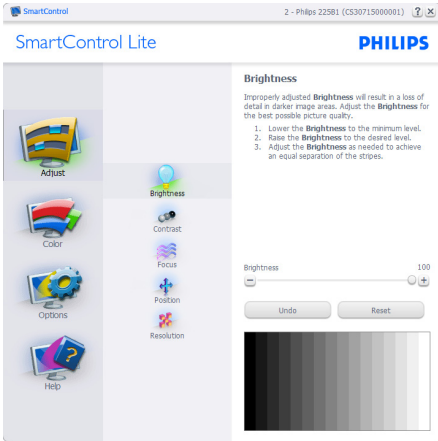 SmartControl
2 - Philips 225B1 (CS30715000001)
SmartControl Lite
PHILIPS
Adjust
Color
Options
Help
Brightness
Contrast
Focus
Position
Resolution
Brightness
Improperly adjusted Brightness will result in a loss of
detail in darker image areas. Adjust the Brightness for
the best possible picture quality.
1. Lower the Brightness to the minimum level.
2. Raise the Brightness to the desired level.
3. Adjust the Brightness as needed to achieve
an equal separation of the stripes.
Brightness 100
Undo Reset